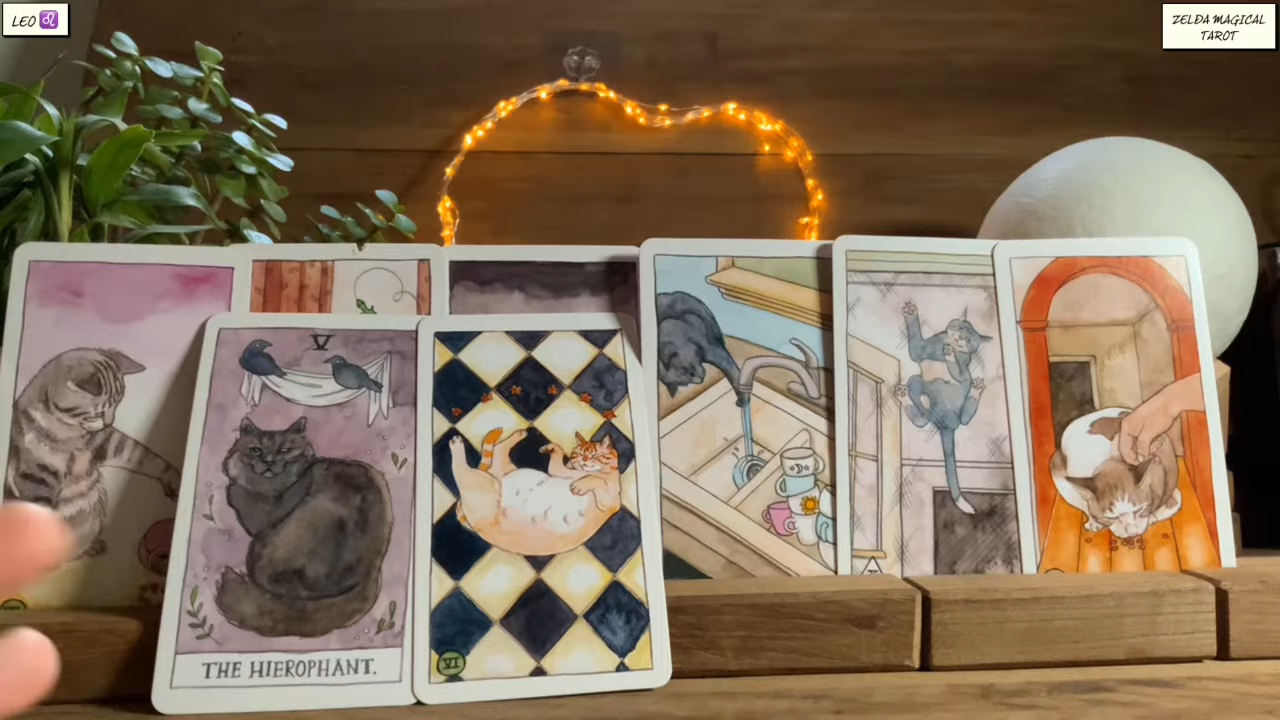 LEO ♌
ZELDA MAGICAL
TAROT
V
THE HIEROPHANT.
VI